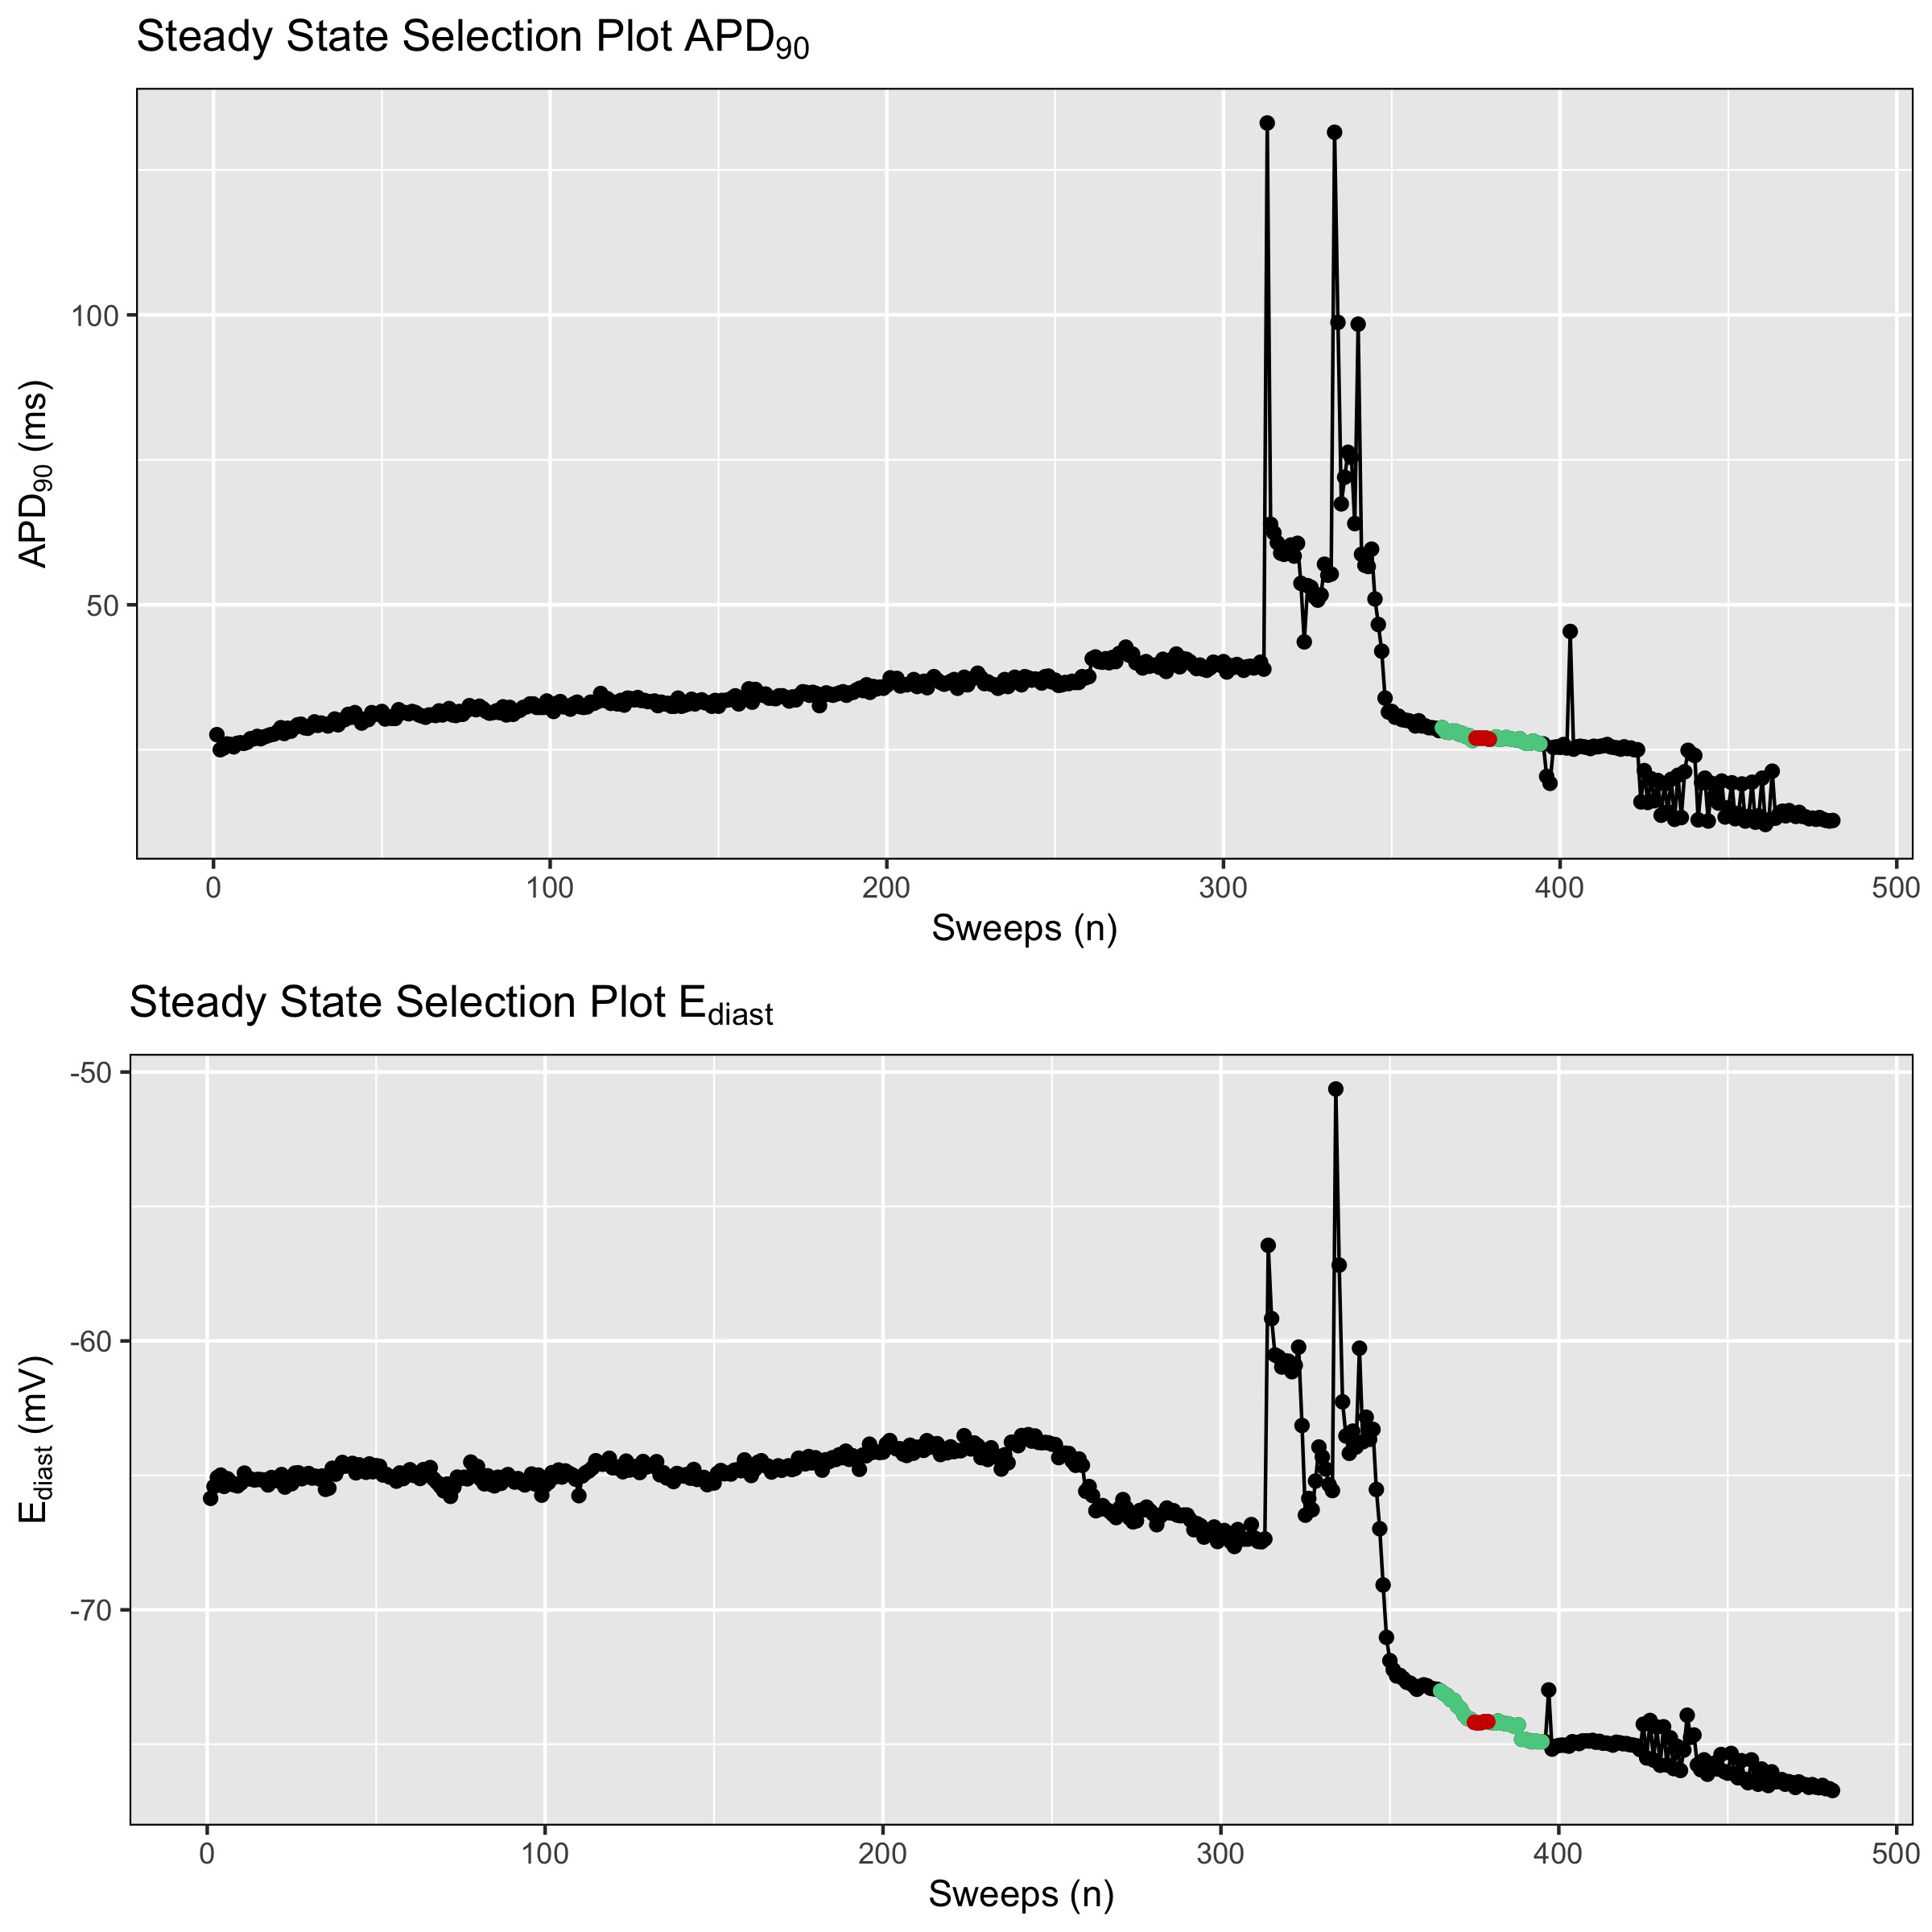 Steady State Selection Plot APD90
APD90 (ms)
100
50
0 100 200 300 400 500
Sweeps (n)
Steady State Selection Plot Ediast
Ediast (mV)
-50
-60
-70
0 100 200 300 400 500
Sweeps (n)